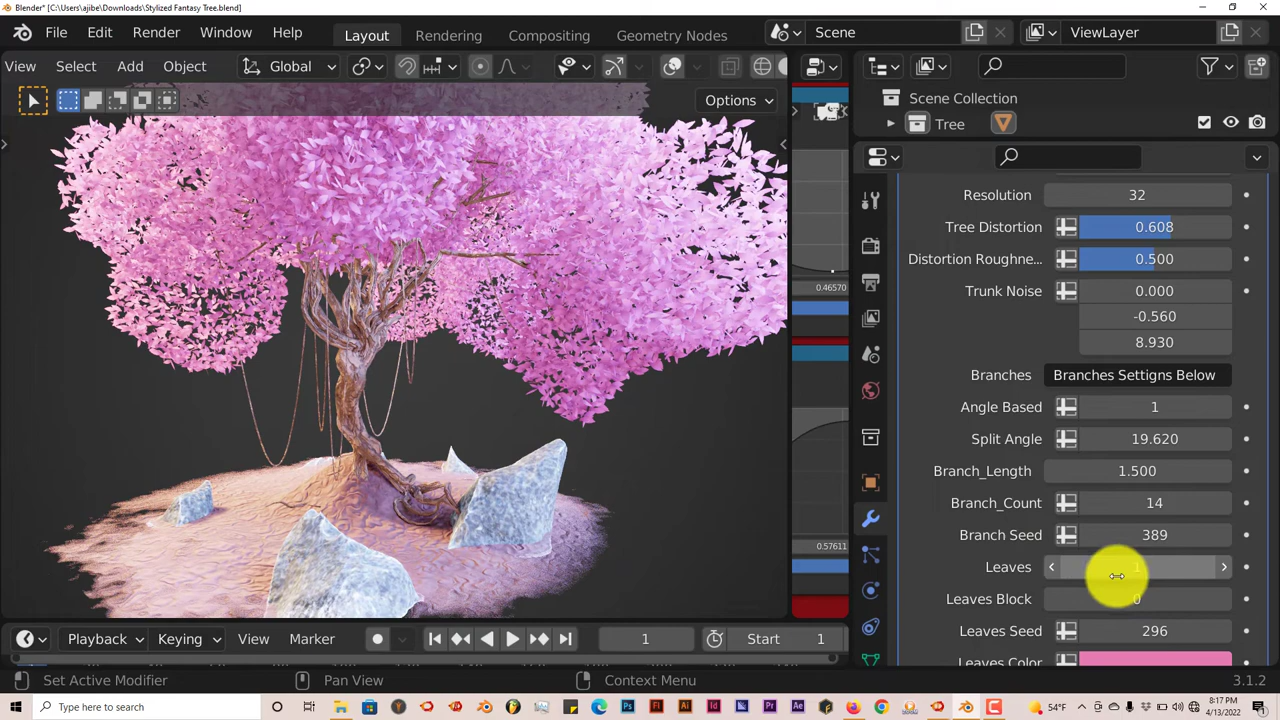 Blender* [C:\Users\ajibe\Downloads\Stylized Fantasy Tree.blend]
File Edit Render Window Help Layout Rendering Compositing Geometry Nodes Scene ViewLayer
View Select Add Object Global
Options
Scene Collection
Tree
Resolution 32
Tree Distortion 0.608
Distortion Roughne... 0.500
Trunk Noise 0.000
0.46570
-0.560
8.930
Branches Branches Settigns Below
Angle Based 1
Split Angle 19.620
Branch_Length 1.500
Branch_Count 14
Branch Seed 389
0.57611
Leaves 1
Leaves Block 0
Leaves Seed 296
Leaves Color
Playback Keying View Marker 1 Start 1
Set Active Modifier Pan View Context Menu 3.1.2
Type here to search
54°F
8:17 PM
4/13/2022